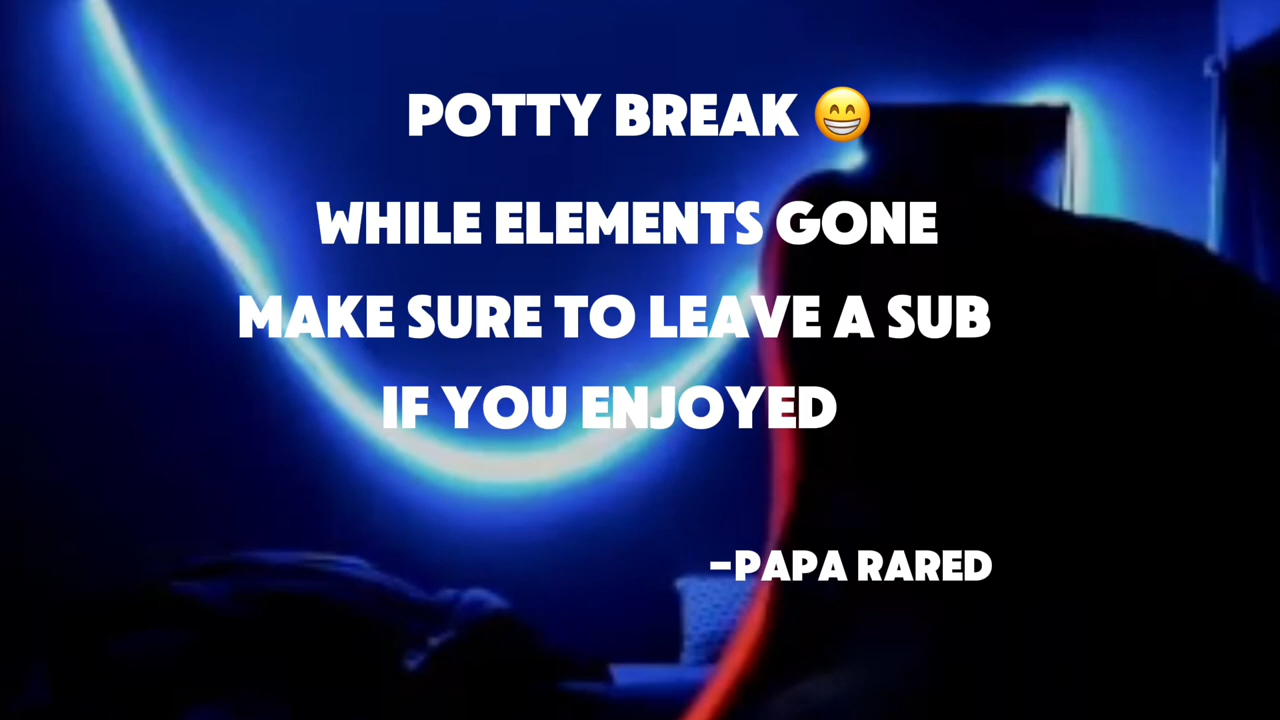 POTTY BREAK 😁
WHILE ELEMENTS GONE
MAKE SURE TO LEAVE A SUB
IF YOU ENJOYED
-PAPA RARED